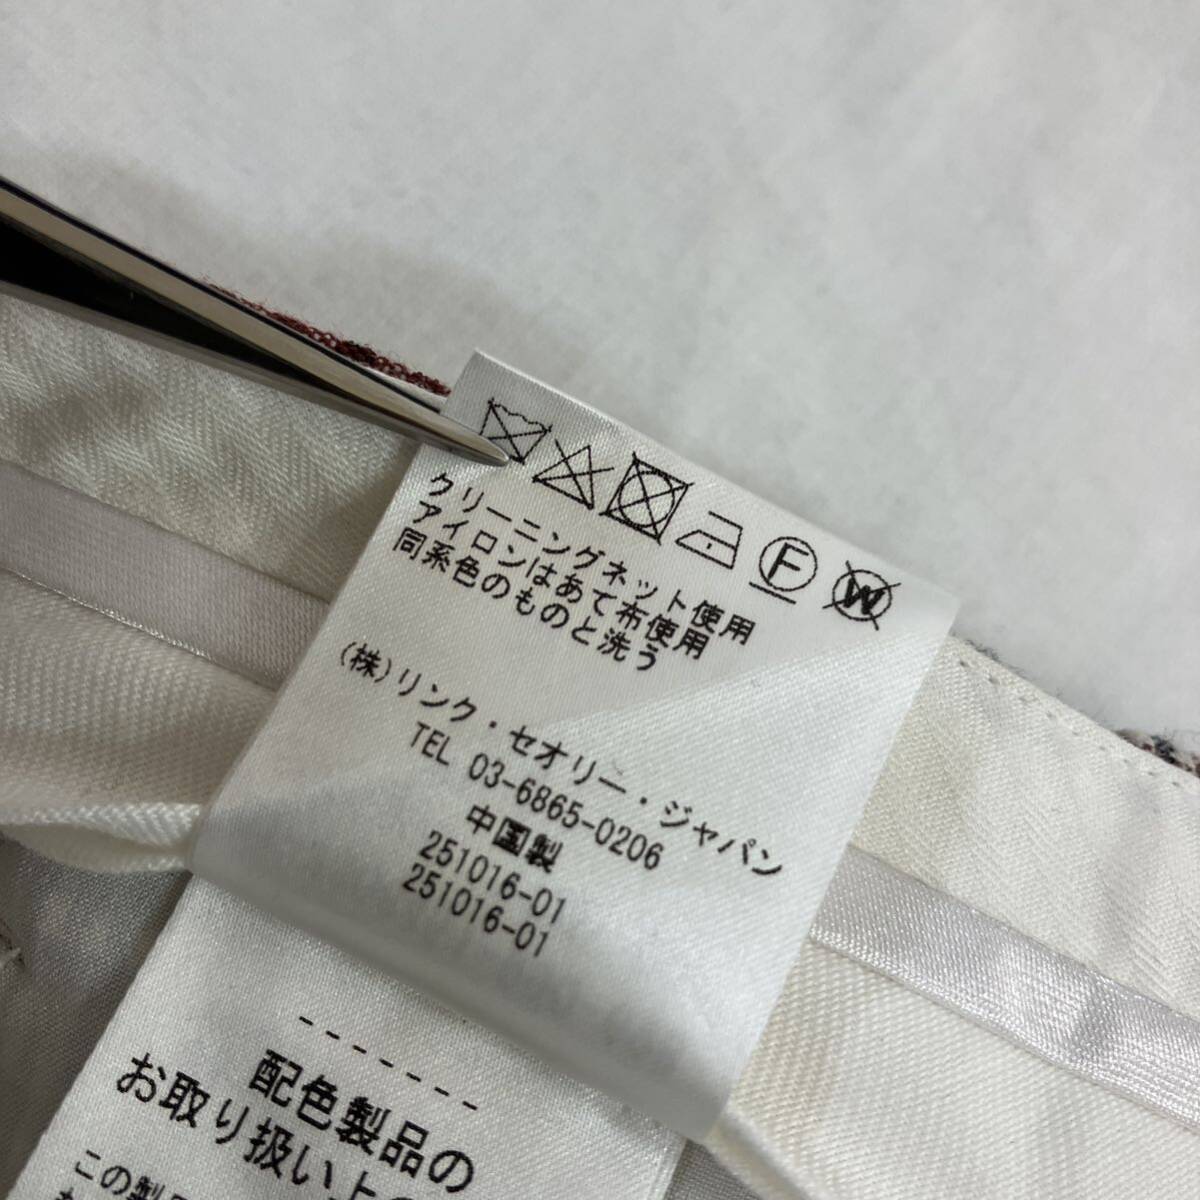 F W
クリーニングネット使用
アイロンはあて布使用
同系色のものと洗う
(株)リンク・セオリー・ジャパン
TEL 03-6865-0206
中国製
251016-01
251016-01
-----
配色製品の
お取り扱い上の
この製